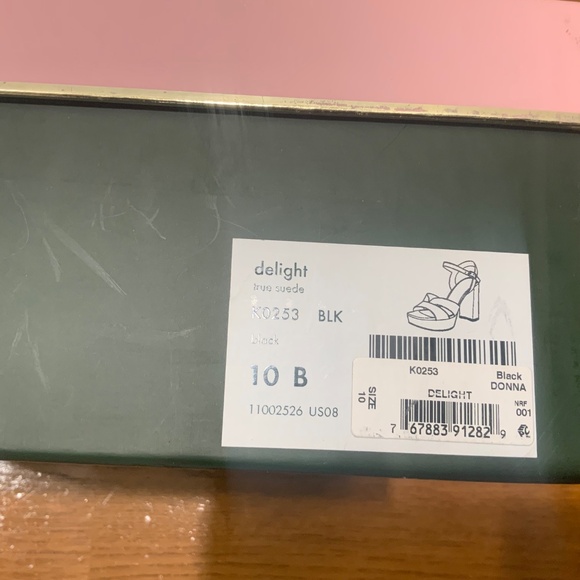 delight
true suede
K0253 BLK
black
10 B
11002526 US08
K0253
Black
DONNA
DELIGHT
SIZE
10
NRF
001
7 67883 91282 9